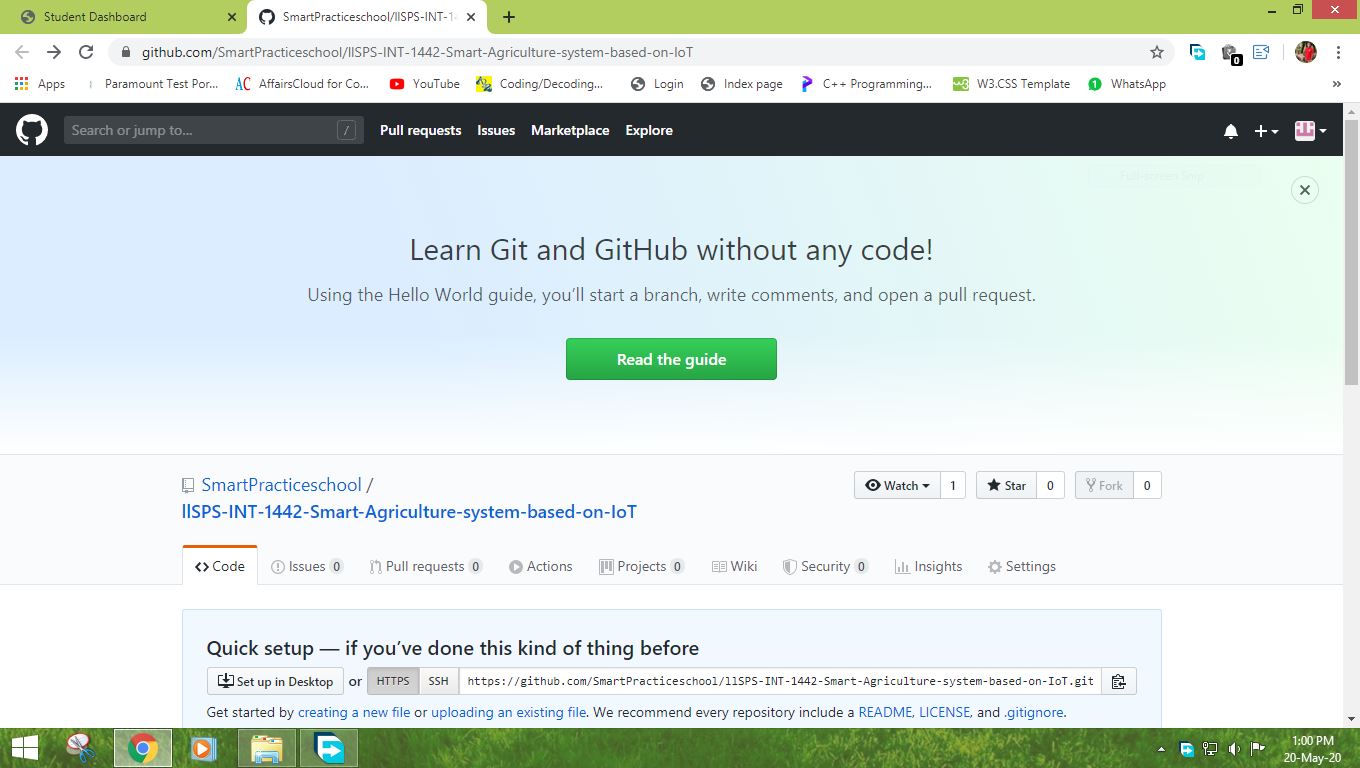 Student Dashboard
SmartPracticeschool/llSPS-INT-1
github.com/SmartPracticeschool/llSPS-INT-1442-Smart-Agriculture-system-based-on-IoT
0
Apps
Paramount Test Por...
AC AffairsCloud for Co...
YouTube
Coding/Decoding...
Login
Index page
C++ Programming...
W3.CSS Template
1 WhatsApp
»
Search or jump to... /
Pull requests Issues Marketplace Explore
Full-screen Snip
Learn Git and GitHub without any code!
Using the Hello World guide, you’ll start a branch, write comments, and open a pull request.
Read the guide
SmartPracticeschool /
llSPS-INT-1442-Smart-Agriculture-system-based-on-IoT
Watch 1 Star 0 Fork 0
Code Issues 0 Pull requests 0 Actions Projects 0 Wiki Security 0 Insights Settings
Quick setup — if you’ve done this kind of thing before
Set up in Desktop or HTTPS SSH https://github.com/SmartPracticeschool/llSPS-INT-1442-Smart-Agriculture-system-based-on-IoT.git
Get started by creating a new file or uploading an existing file. We recommend every repository include a README, LICENSE, and .gitignore.
1:00 PM
20-May-20